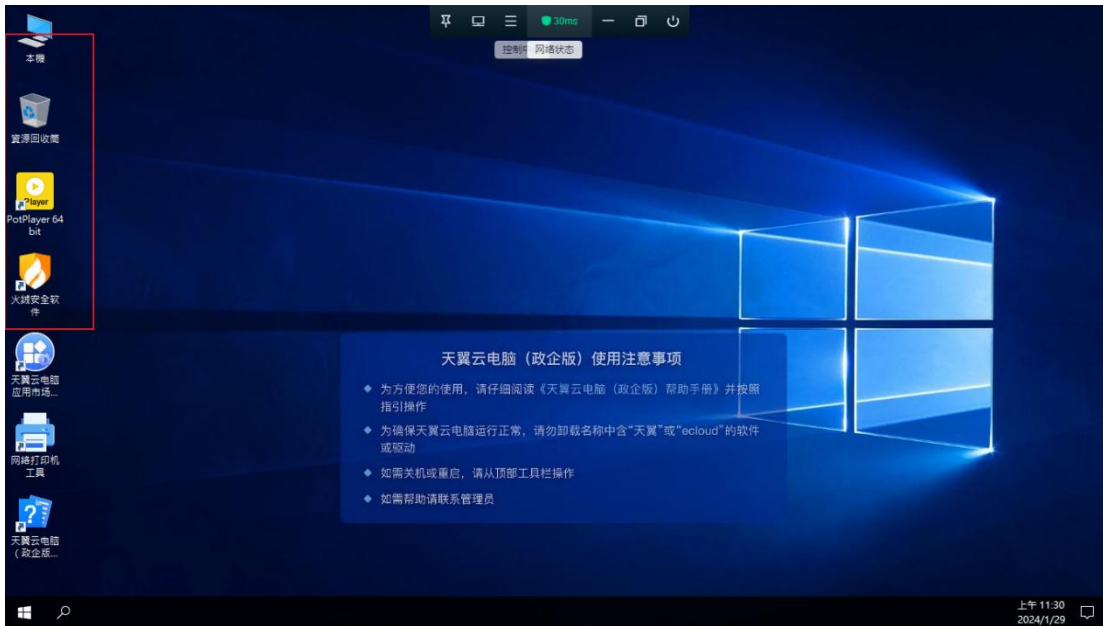 30ms
控制中
网络状态
本機
資源回收筒
Player
PotPlayer 64
bit
火绒安全软
件
天翼云电脑
应用市场...
网络打印机
工具
天翼云电脑
（政企版...
天翼云电脑（政企版）使用注意事项
为方便您的使用，请仔细阅读《天翼云电脑（政企版）帮助手册》并按照
指引操作
为确保天翼云电脑运行正常，请勿卸载名称中含“天翼”或“ecloud”的软件
或驱动
如需关机或重启，请从顶部工具栏操作
如需帮助请联系管理员
上午 11:30
2024/1/29